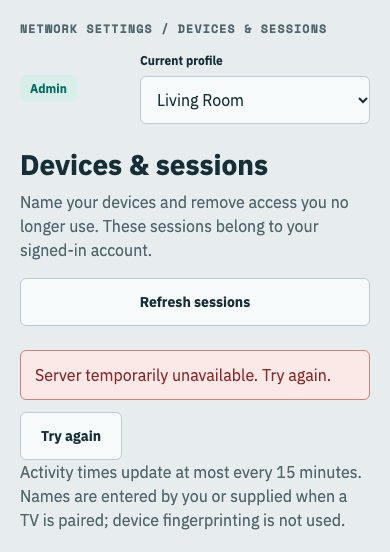 NETWORK SETTINGS / DEVICES & SESSIONS
Current profile
Admin
Living Room
Devices & sessions
Name your devices and remove access you no
longer use. These sessions belong to your
signed-in account.
Refresh sessions
Server temporarily unavailable. Try again.
Try again
Activity times update at most every 15 minutes.
Names are entered by you or supplied when a
TV is paired; device fingerprinting is not used.